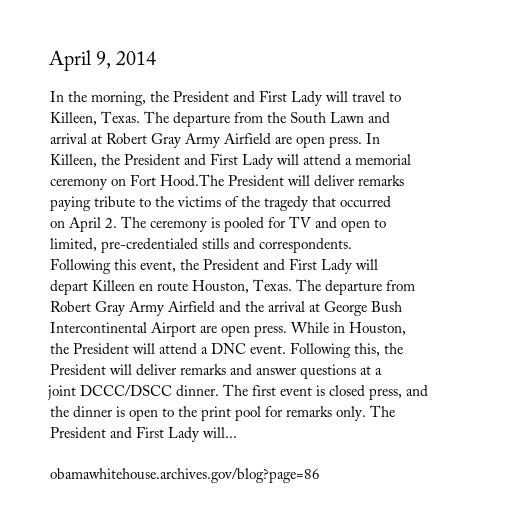 April 9, 2014
In the morning, the President and First Lady will travel to
Killeen, Texas. The departure from the South Lawn and
arrival at Robert Gray Army Airfield are open press. In
Killeen, the President and First Lady will attend a memorial
ceremony on Fort Hood.The President will deliver remarks
paying tribute to the victims of the tragedy that occurred
on April 2. The ceremony is pooled for TV and open to
limited, pre-credentialed stills and correspondents.
Following this event, the President and First Lady will
depart Killeen en route Houston, Texas. The departure from
Robert Gray Army Airfield and the arrival at George Bush
Intercontinental Airport are open press. While in Houston,
the President will attend a DNC event. Following this, the
President will deliver remarks and answer questions at a
joint DCCC/DSCC dinner. The first event is closed press, and
the dinner is open to the print pool for remarks only. The
President and First Lady will...
obamawhitehouse.archives.gov/blog?page=86